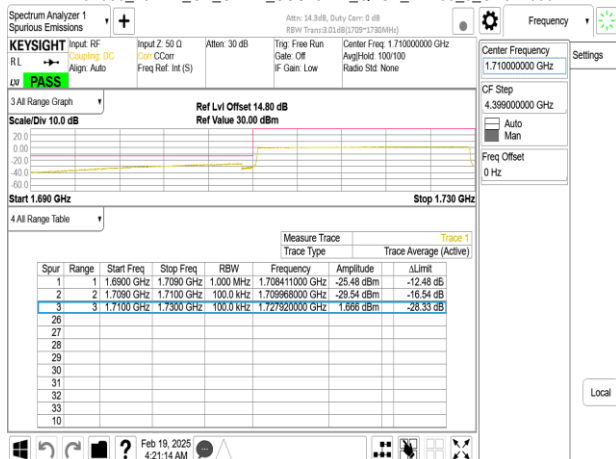 Spectrum Analyzer 1
Spurious Emissions
Attn: 14.3dB, Duty Cerr: 0 dB
RBW Trans:3.01dB(1709~1730MHz)
Frequency
Settings
KEYSIGHT
RL
Input: RF
Coupling: DC
Align: Auto
Input Z: 50 Ω
Corr CCorr
Freq Ref: Int (S)
Atten: 30 dB
Trig: Free Run
Gate: Off
IF Gain: Low
Center Freq: 1.710000000 GHz
Avg|Hold: 100/100
Radio Std: None
LXI
PASS
Center Frequency
1.710000000 GHz
CF Step
4.399000000 GHz
Auto
Man
Freq Offset
0 Hz
3 All Range Graph
Scale/Div 10.0 dB
Ref Lvl Offset 14.80 dB
Ref Value 30.00 dBm
20.0
0.00
-20.0
-40.0
-60.0
Start 1.690 GHz
Stop 1.730 GHz
4 All Range Table
Measure Trace Trace 1
Trace Type Trace Average (Active)
Spur Range Start Freq Stop Freq RBW Frequency Amplitude ΔLimit
1 1 1.6900 GHz 1.7090 GHz 1.000 MHz 1.708411000 GHz -25.48 dBm -12.48 dB
2 2 1.7090 GHz 1.7100 GHz 100.0 kHz 1.709968000 GHz -29.54 dBm -16.54 dB
3 3 1.7100 GHz 1.7300 GHz 100.0 kHz 1.727920000 GHz 1.666 dBm -28.33 dB
26
27
28
29
30
31
32
33
10
Local
Feb 19, 2025
4:21:14 AM